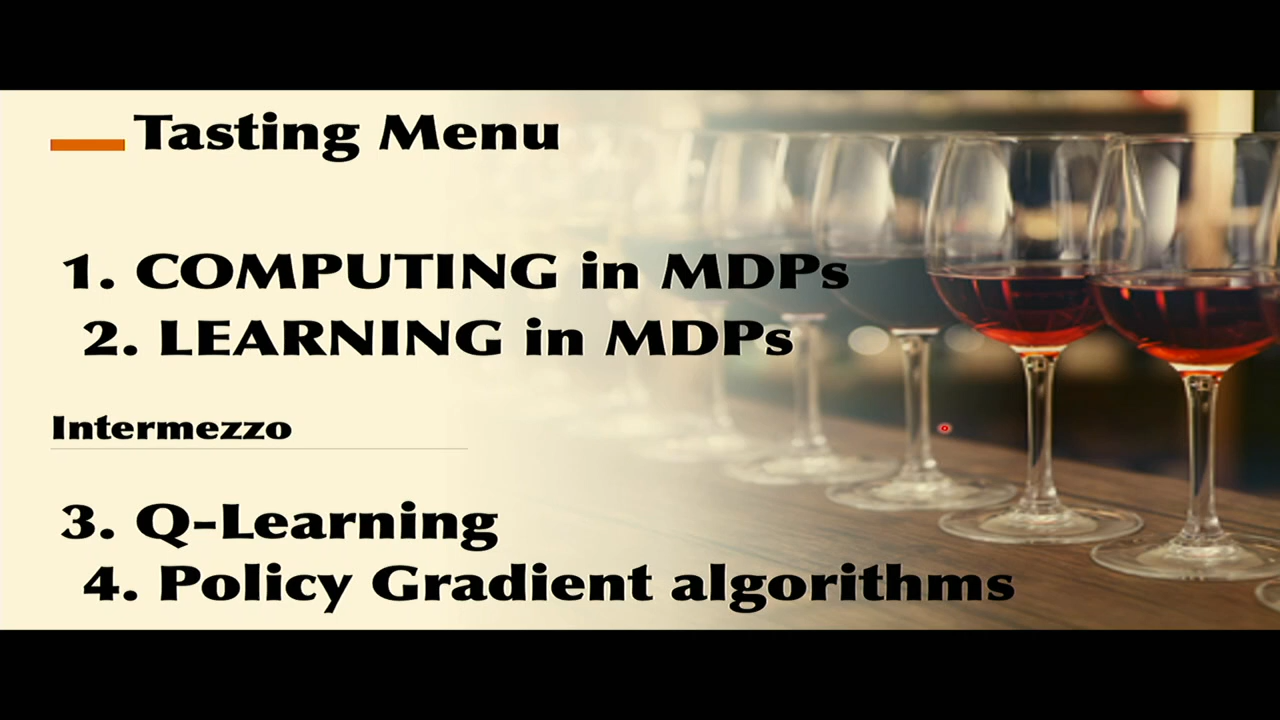 Tasting Menu
1. COMPUTING in MDPs
2. LEARNING in MDPs
Intermezzo
3. Q-Learning
4. Policy Gradient algorithms